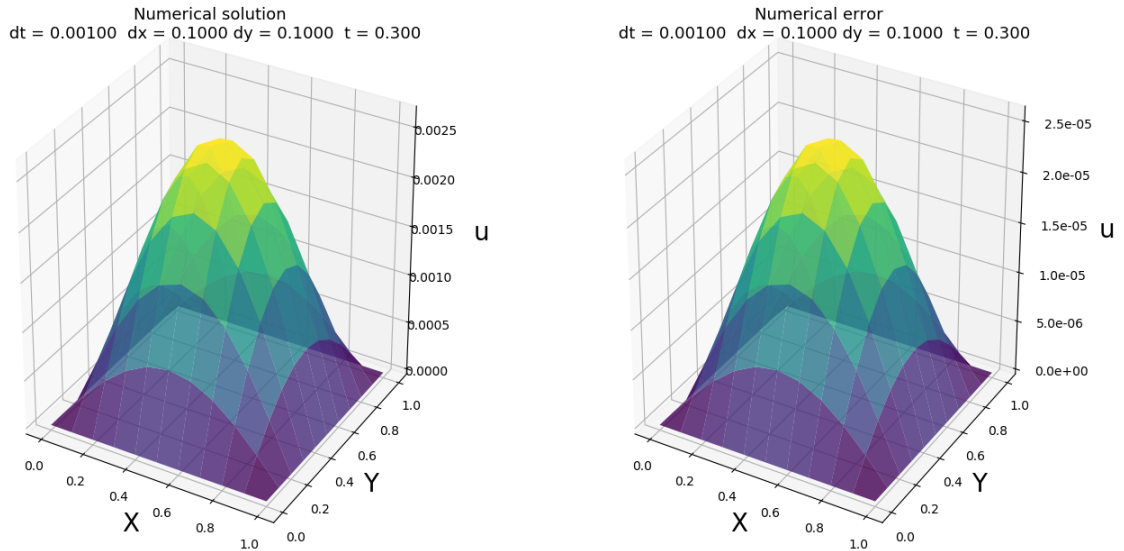 Numerical solution
dt = 0.00100  dx = 0.1000 dy = 0.1000  t = 0.300
0.0025
0.0020
0.0015
0.0010
0.0005
0.0000
u
0.0
0.2
0.4
0.6
0.8
1.0
X
0.0
0.2
0.4
0.6
0.8
1.0
Y
Numerical error
dt = 0.00100  dx = 0.1000 dy = 0.1000  t = 0.300
2.5e-05
2.0e-05
1.5e-05
1.0e-05
5.0e-06
0.0e+00
u
0.0
0.2
0.4
0.6
0.8
1.0
X
0.0
0.2
0.4
0.6
0.8
1.0
Y